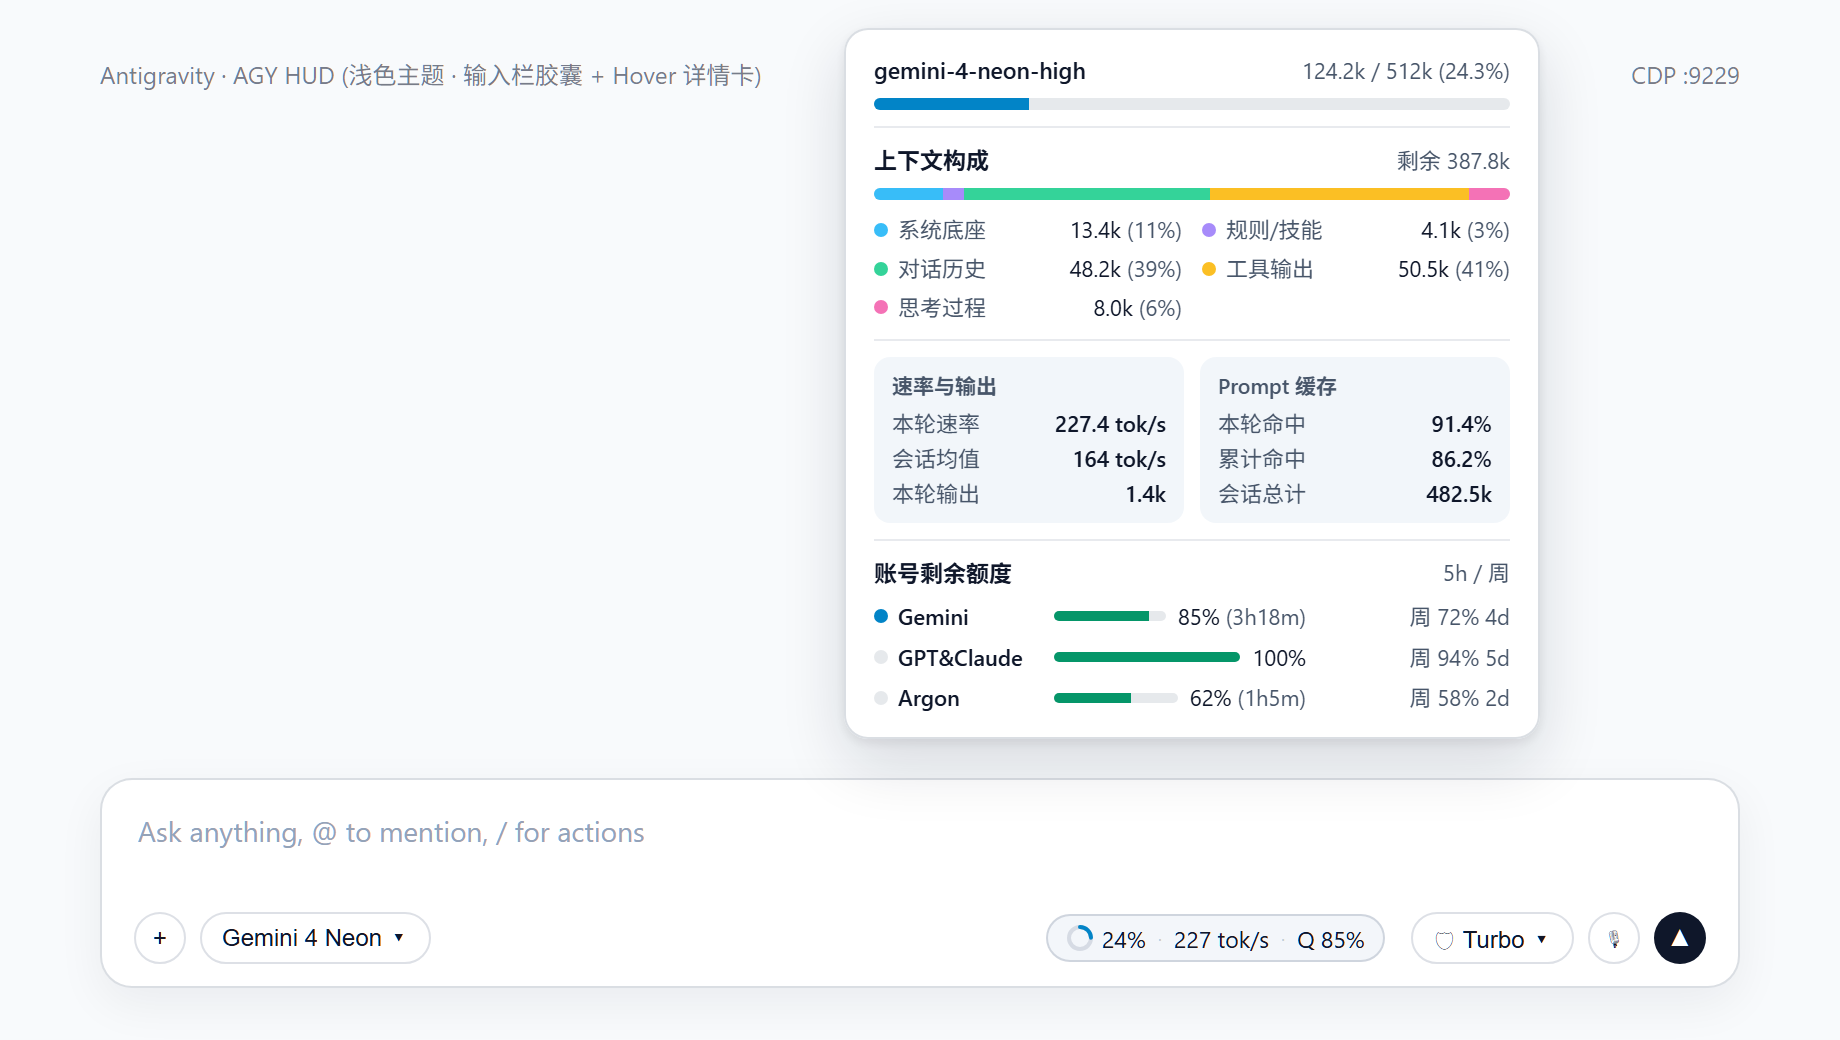 Antigravity · AGY HUD (浅色主题 · 输入栏胶囊 + Hover 详情卡)
CDP :9229
gemini-4-neon-high 124.2k / 512k (24.3%)
上下文构成 剩余 387.8k
系统底座 13.4k (11%) 规则/技能 4.1k (3%)
对话历史 48.2k (39%) 工具输出 50.5k (41%)
思考过程 8.0k (6%)
速率与输出
本轮速率 227.4 tok/s
会话均值 164 tok/s
本轮输出 1.4k
Prompt 缓存
本轮命中 91.4%
累计命中 86.2%
会话总计 482.5k
账号剩余额度 5h / 周
Gemini 85% (3h18m) 周 72% 4d
GPT&Claude 100% 周 94% 5d
Argon 62% (1h5m) 周 58% 2d
Ask anything, @ to mention, / for actions
+ Gemini 4 Neon ▾ 24% · 227 tok/s · Q 85% Turbo ▾